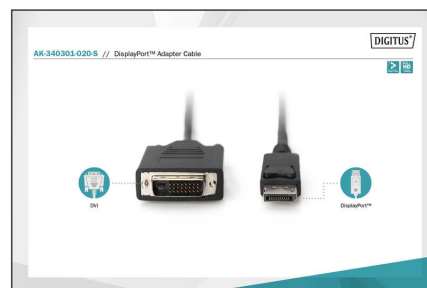 DIGITUS®
AK-340301-020-S // DisplayPort™ Adapter Cable
DVI
DisplayPort™